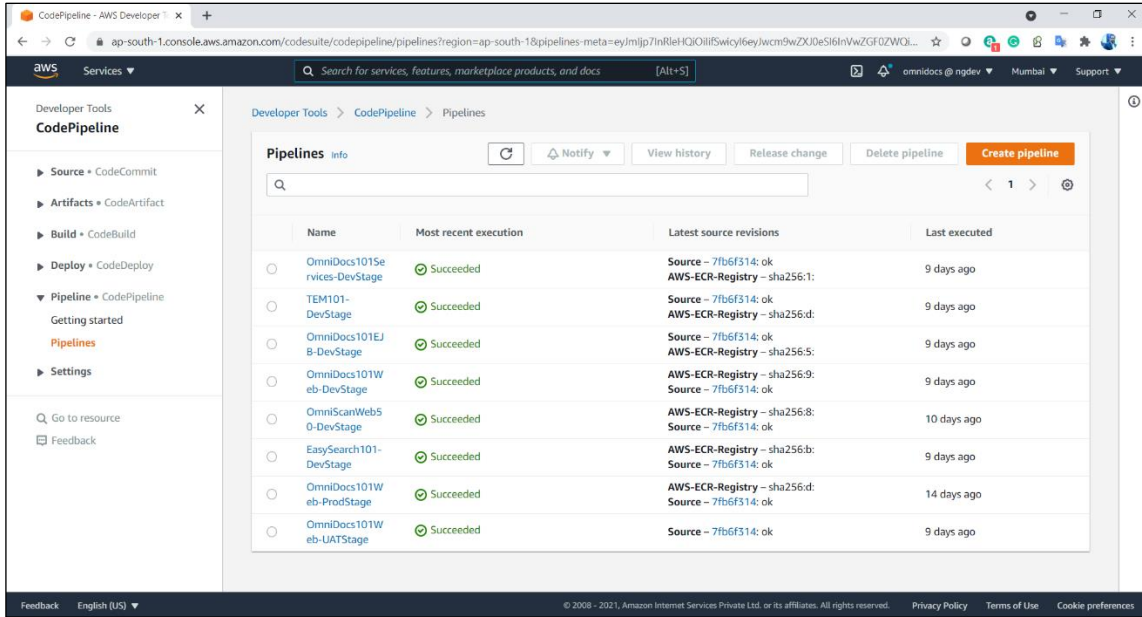 CodePipeline - AWS Developer T
ap-south-1.console.aws.amazon.com/codesuite/codepipeline/pipelines?region=ap-south-1&pipelines-meta=eyJmIjp7InRleHQiOiIifSwicyI6eyJwcm9wZXJ0eSI6InVwZGF0ZWQi...
aws Services ▼ Search for services, features, marketplace products, and docs [Alt+S] omnidocs @ ngdev ▼ Mumbai ▼ Support ▼
Developer Tools
CodePipeline
Source • CodeCommit
Artifacts • CodeArtifact
Build • CodeBuild
Deploy • CodeDeploy
Pipeline • CodePipeline
Getting started
Pipelines
Settings
Go to resource
Feedback
Developer Tools > CodePipeline > Pipelines
Pipelines Info Notify ▼ View history Release change Delete pipeline Create pipeline
< 1 >
Name Most recent execution Latest source revisions Last executed
OmniDocs101Se
rvices-DevStage
Succeeded
Source – 7fb6f314: ok
AWS-ECR-Registry – sha256:1:
9 days ago
TEM101-
DevStage
Succeeded
Source – 7fb6f314: ok
AWS-ECR-Registry – sha256:d:
9 days ago
OmniDocs101EJ
B-DevStage
Succeeded
Source – 7fb6f314: ok
AWS-ECR-Registry – sha256:5:
9 days ago
OmniDocs101W
eb-DevStage
Succeeded
AWS-ECR-Registry – sha256:9:
Source – 7fb6f314: ok
9 days ago
OmniScanWeb5
0-DevStage
Succeeded
AWS-ECR-Registry – sha256:8:
Source – 7fb6f314: ok
10 days ago
EasySearch101-
DevStage
Succeeded
AWS-ECR-Registry – sha256:b:
Source – 7fb6f314: ok
9 days ago
OmniDocs101W
eb-ProdStage
Succeeded
AWS-ECR-Registry – sha256:d:
Source – 7fb6f314: ok
14 days ago
OmniDocs101W
eb-UATStage
Succeeded
Source – 7fb6f314: ok
9 days ago
Feedback English (US) ▼ © 2008 - 2021, Amazon Internet Services Private Ltd. or its affiliates. All rights reserved. Privacy Policy Terms of Use Cookie preferences